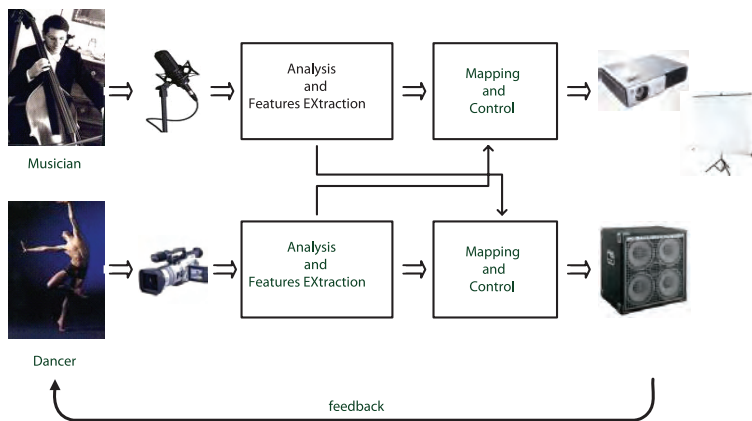 Analysis
and
Features EXtraction
Mapping
and
Control
Musician
Analysis
and
Features EXtraction
Mapping
and
Control
Dancer
feedback